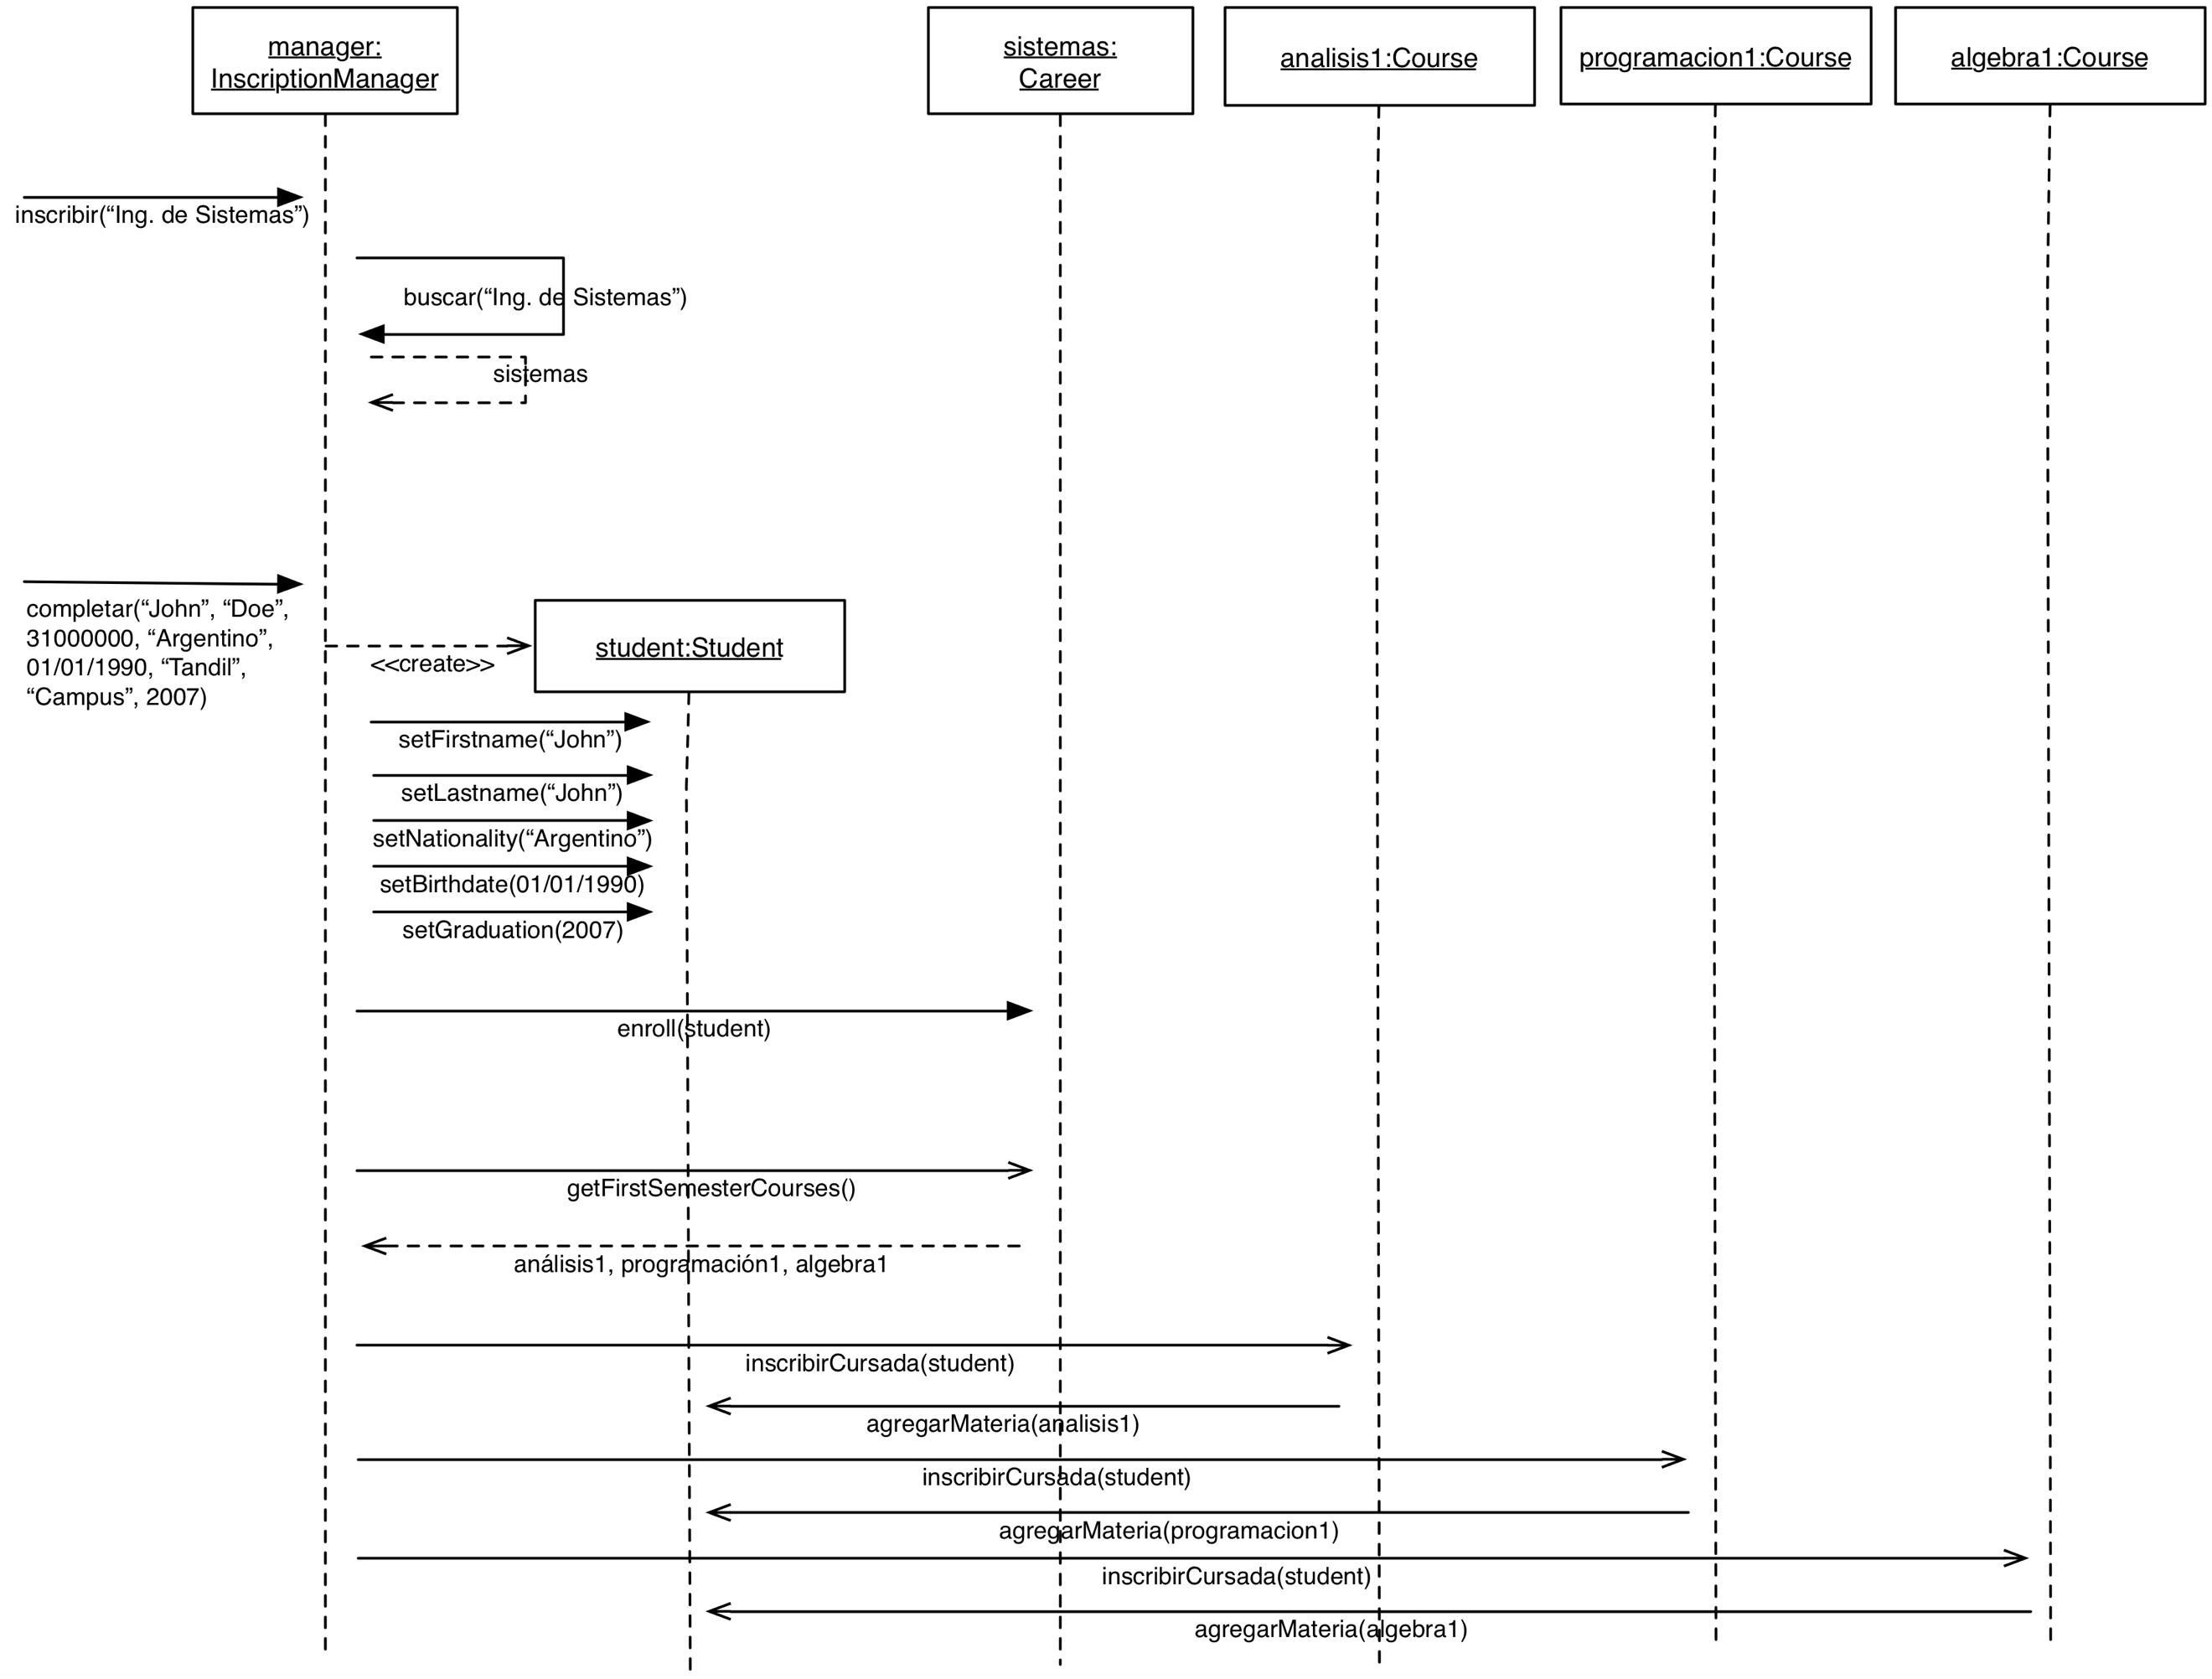 manager:
InscriptionManager
sistemas:
Career
analisis1:Course
programacion1:Course
algebra1:Course
inscribir(“Ing. de Sistemas”)
buscar(“Ing. de Sistemas”)
sistemas
completar(“John”, “Doe”,
31000000, “Argentino”,
01/01/1990, “Tandil”,
“Campus”, 2007)
<<create>>
student:Student
setFirstname(“John”)
setLastname(“John”)
setNationality(“Argentino”)
setBirthdate(01/01/1990)
setGraduation(2007)
enroll(student)
getFirstSemesterCourses()
análisis1, programación1, algebra1
inscribirCursada(student)
agregarMateria(analisis1)
inscribirCursada(student)
agregarMateria(programacion1)
inscribirCursada(student)
agregarMateria(algebra1)